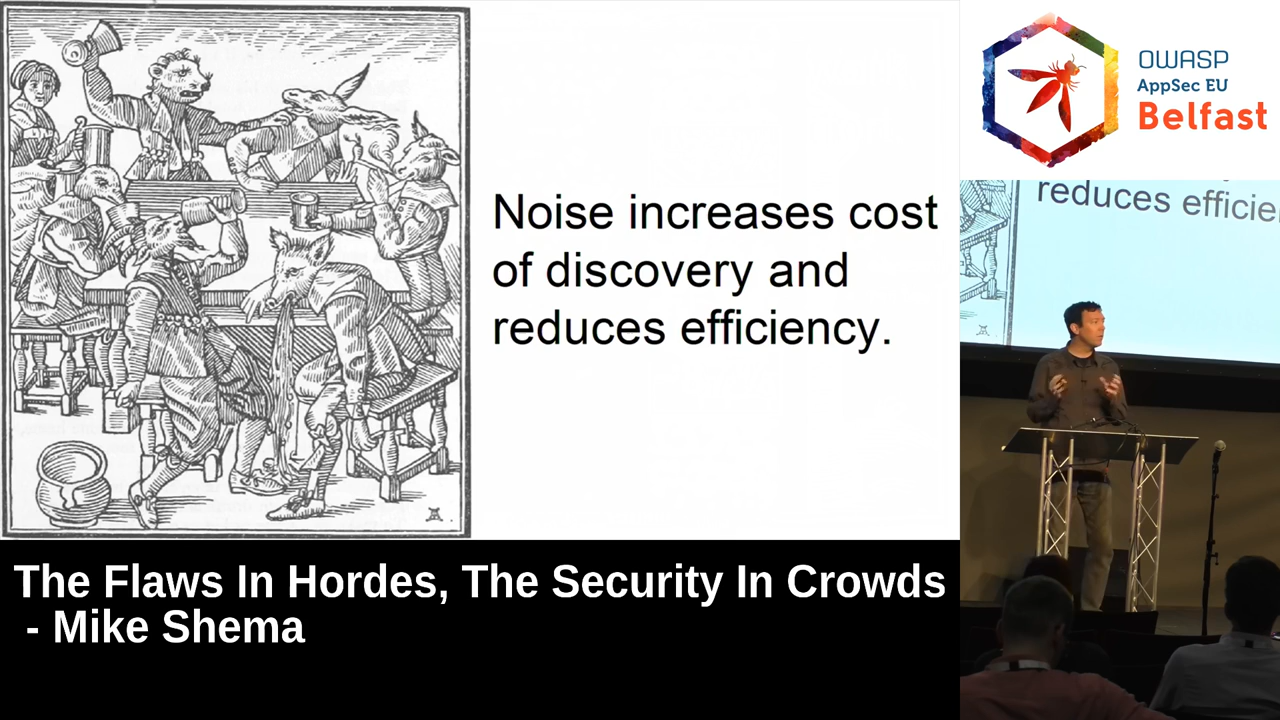 Noise increases cost
of discovery and
reduces efficiency.
OWASP
AppSec EU
Belfast
reduces efficie
The Flaws In Hordes, The Security In Crowds
- Mike Shema